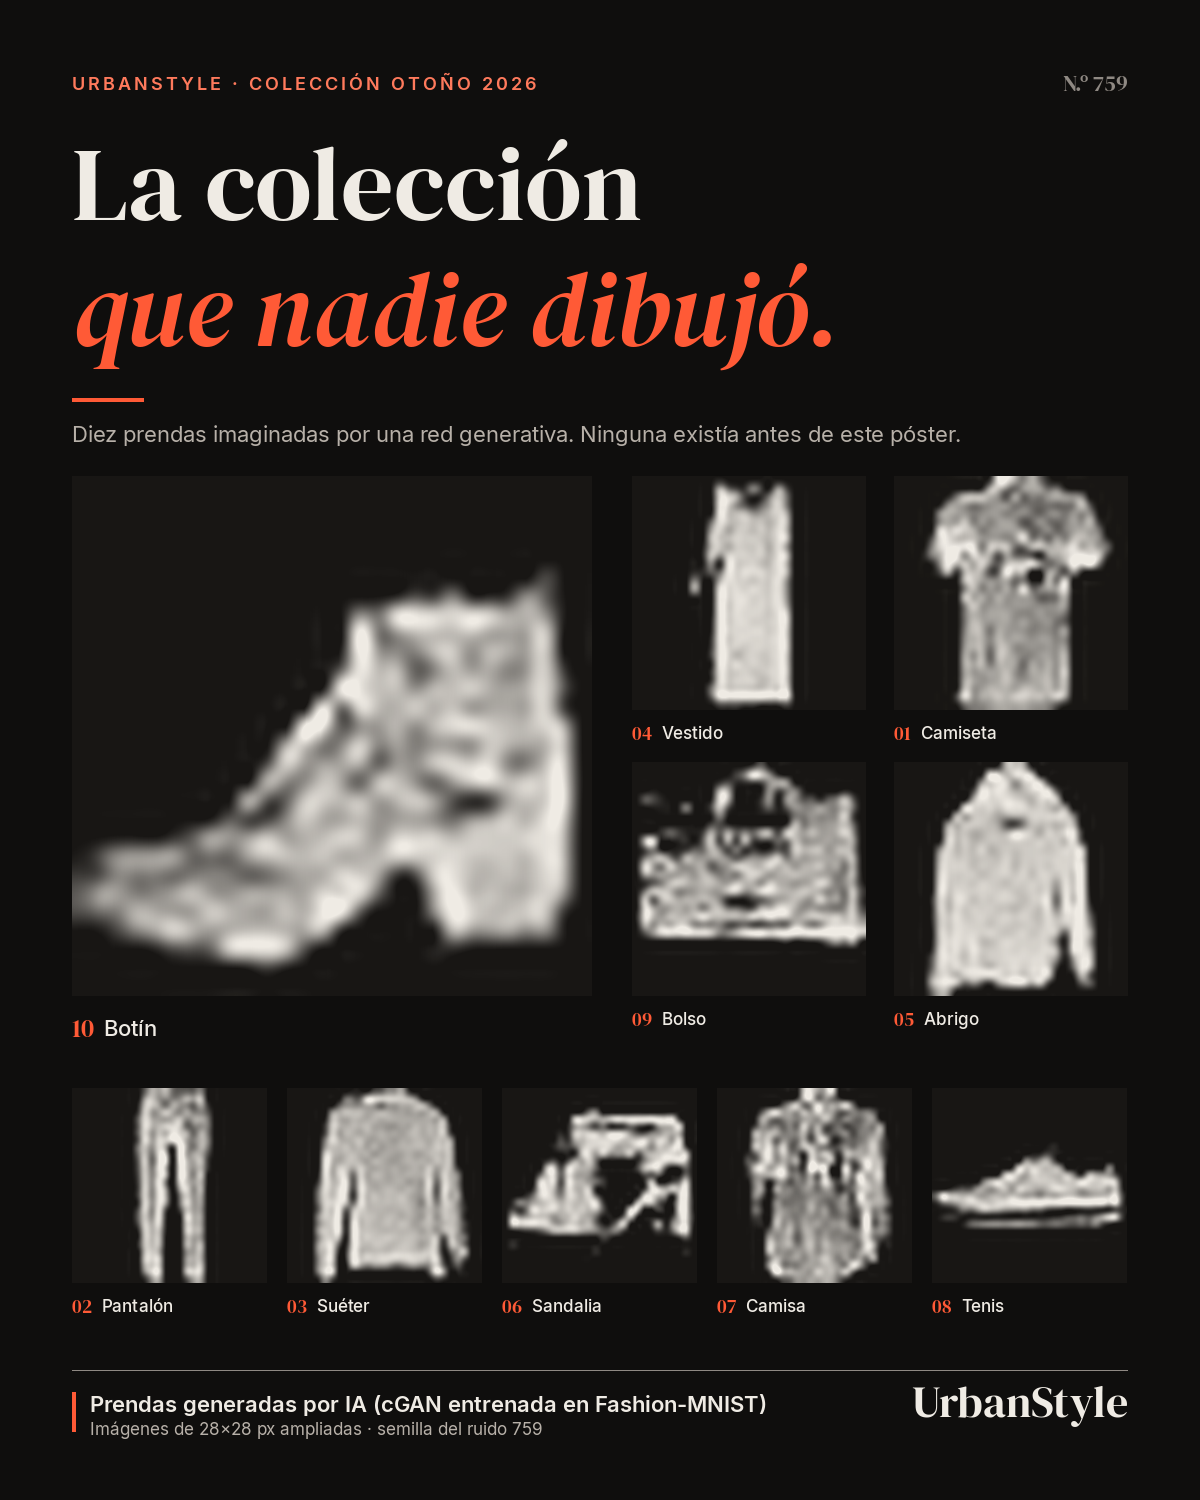 URBANSTYLE · COLECCIÓN OTOÑO 2026
N.º 759
La colección
que nadie dibujó.
Diez prendas imaginadas por una red generativa. Ninguna existía antes de este póster.
04 Vestido
01 Camiseta
09 Bolso
05 Abrigo
10 Botín
02 Pantalón
03 Suéter
06 Sandalia
07 Camisa
08 Tenis
Prendas generadas por IA (cGAN entrenada en Fashion-MNIST)
Imágenes de 28×28 px ampliadas · semilla del ruido 759
UrbanStyle